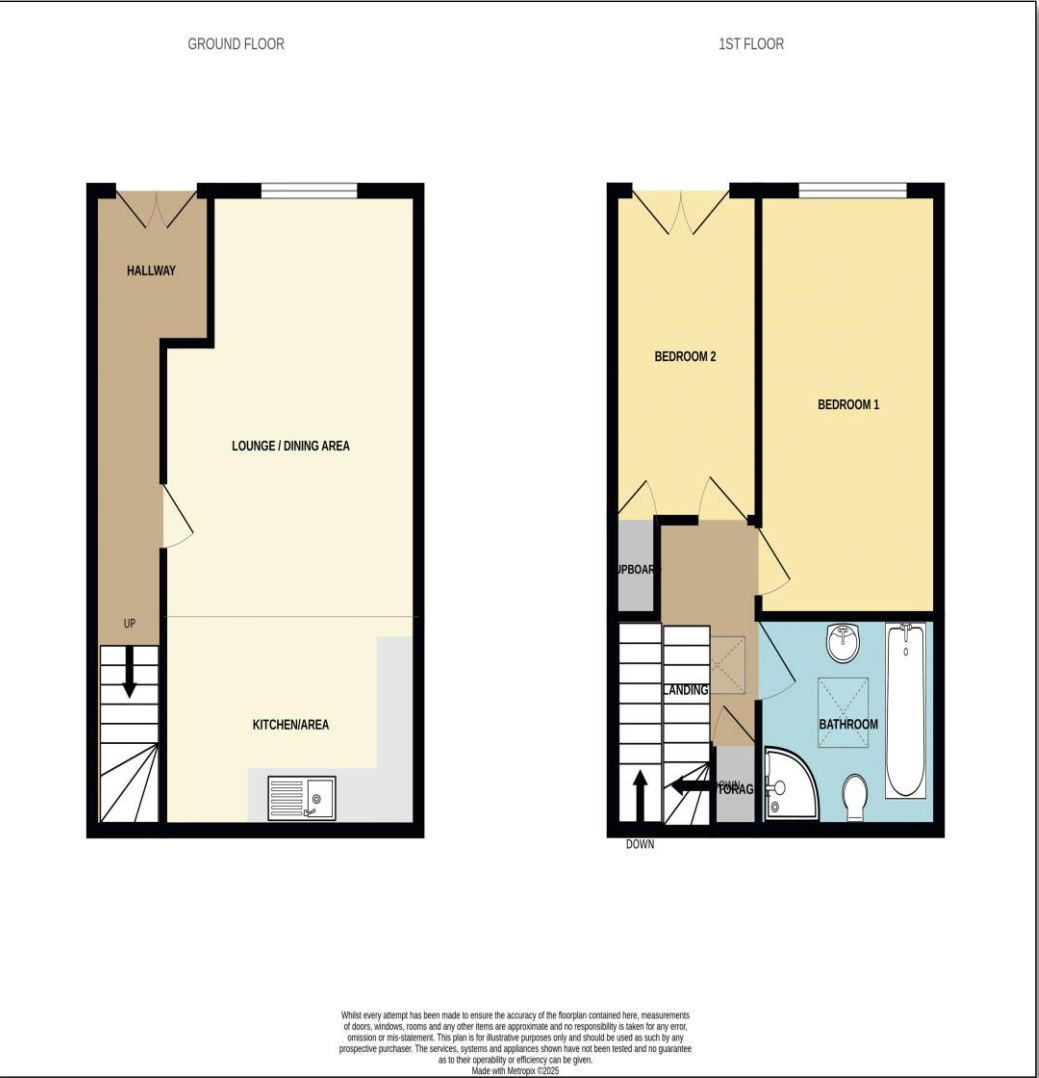 GROUND FLOOR
1ST FLOOR
HALLWAY
LOUNGE / DINING AREA
UP
KITCHEN/AREA
BEDROOM 2
BEDROOM 1
UPBOAR
LANDING
BATHROOM
DOWN
TORAG
DOWN
Whilst every attempt has been made to ensure the accuracy of the floorplan contained here, measurements
of doors, windows, rooms and any other items are approximate and no responsibility is taken for any error,
omission or mis-statement. This plan is for illustrative purposes only and should be used as such by any
prospective purchaser. The services, systems and appliances shown have not been tested and no guarantee
as to their operability or efficiency can be given.
Made with Metropix ©2025